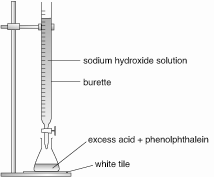 sodium hydroxide solution
burette
excess acid + phenolphthalein
white tile